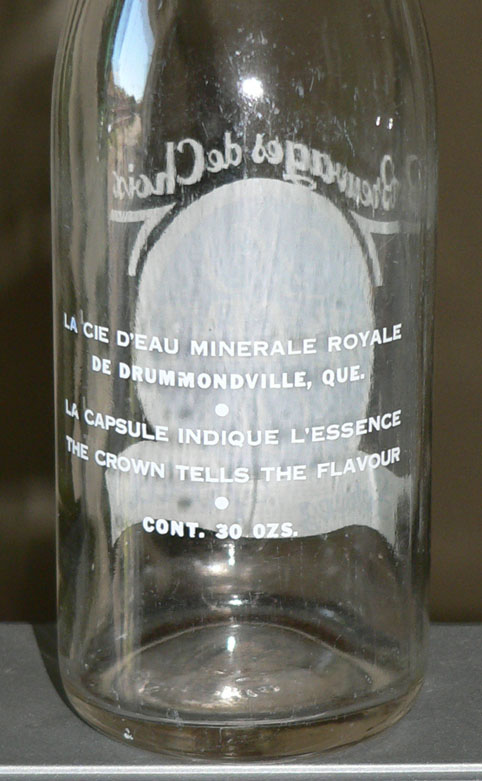 Breuvages de Choix
LA CIE D'EAU MINERALE ROYALE
DE DRUMMONDVILLE, QUE.
LA CAPSULE INDIQUE L'ESSENCE
THE CROWN TELLS THE FLAVOUR
CONT. 30 OZS.